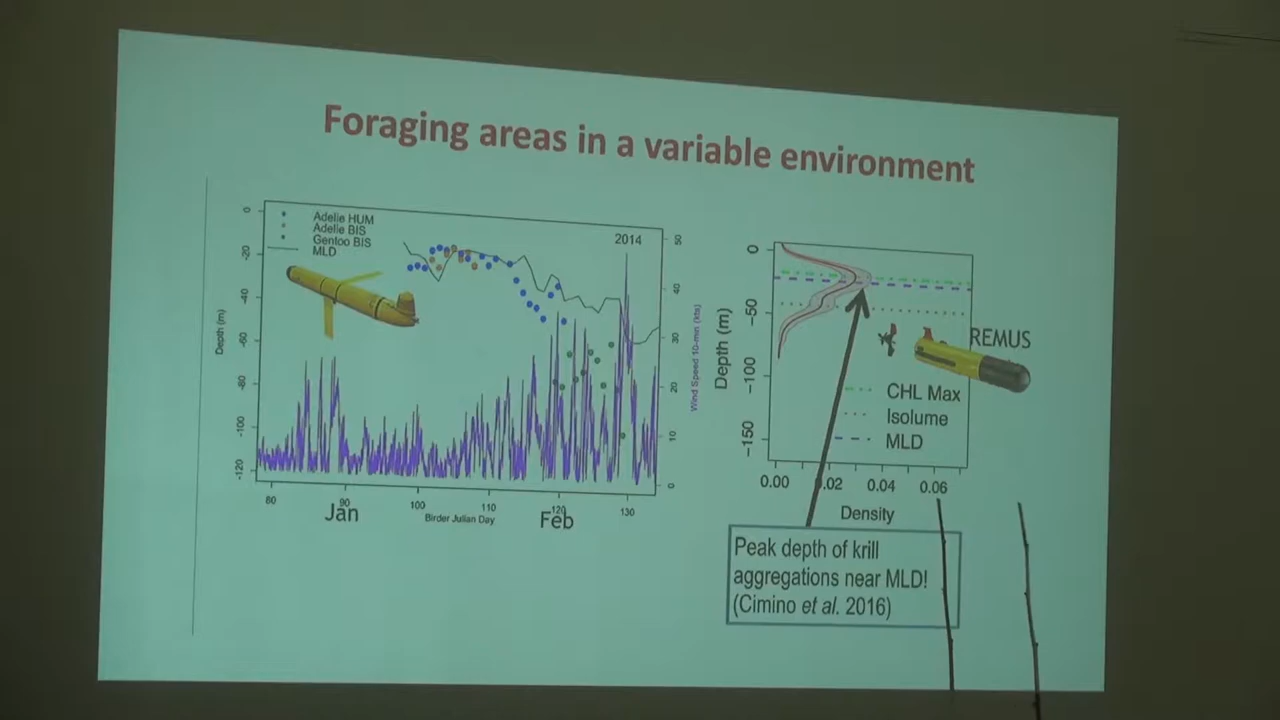 Foraging areas in a variable environment
Adelie HUM
Adelie BIS
Gentoo BIS
MLD
2014
0
-20
-40
-60
-80
-100
-120
Depth (m)
50
40
30
20
10
0
Wind Speed 10-min (kts)
80
90
100
110
120
130
Jan
Birder Julian Day
Feb
0
-50
-100
-150
Depth (m)
REMUS
CHL Max
Isolume
MLD
0.00
0.02
0.04
0.06
Density
Peak depth of krill
aggregations near MLD!
(Cimino et al. 2016)